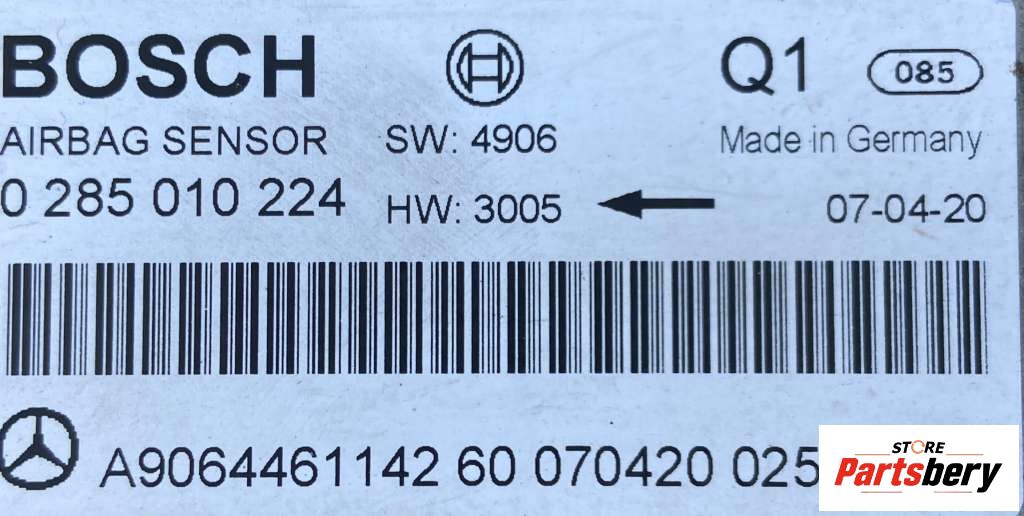 BOSCH Q1 085
AIRBAG SENSOR SW: 4906 Made in Germany
0 285 010 224 HW: 3005 07-04-20
A9064461142 60 070420 025
STORE
Partsbery